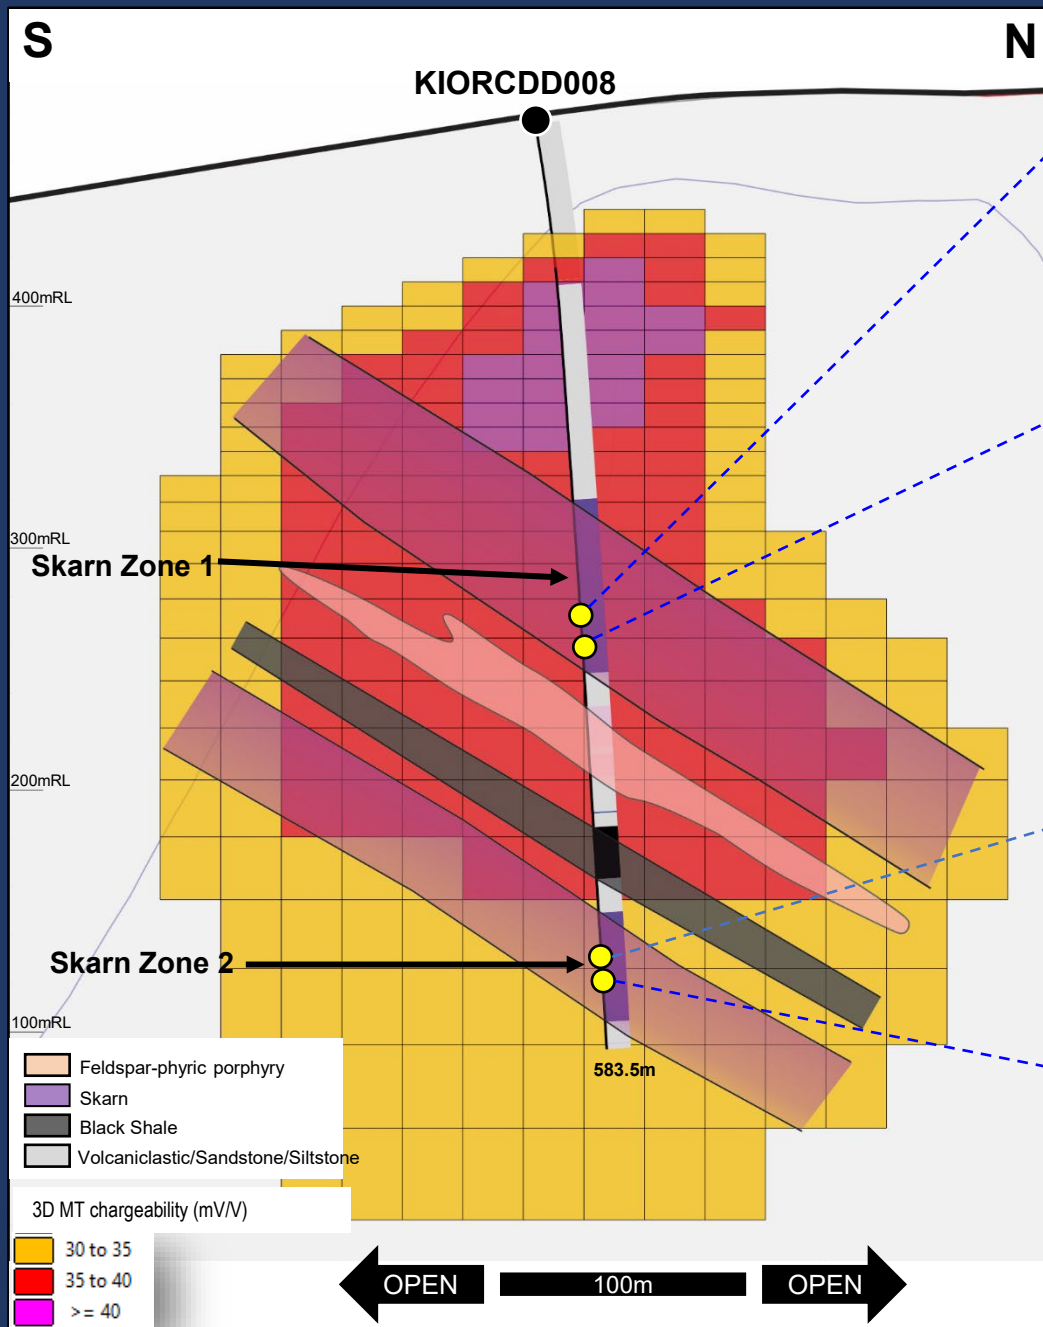 S
N
KIORCDD008
400mRL
300mRL
Skarn Zone 1
200mRL
Skarn Zone 2
100mRL
583.5m
Feldspar-phyric porphyry
Skarn
Black Shale
Volcaniclastic/Sandstone/Siltstone
3D MT chargeability (mV/V)
30 to 35
35 to 40
>= 40
OPEN
100m
OPEN